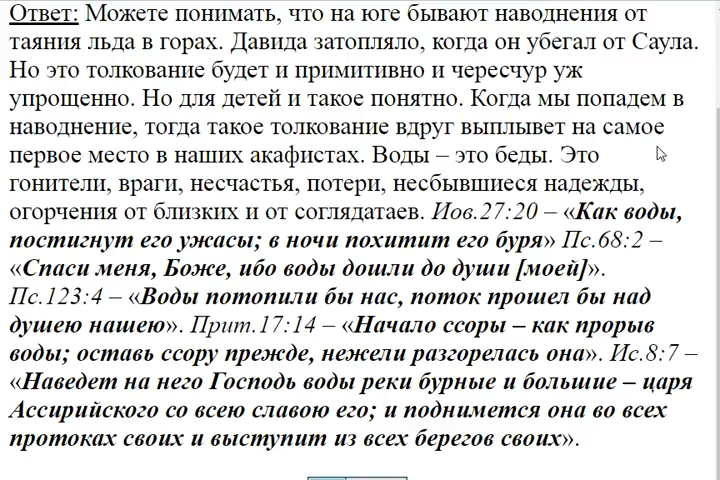 Ответ: Можете понимать, что на юге бывают наводнения от
таяния льда в горах. Давида затопляло, когда он убегал от Саула.
Но это толкование будет и примитивно и чересчур уж
упрощенно. Но для детей и такое понятно. Когда мы попадем в
наводнение, тогда такое толкование вдруг выплывет на самое
первое место в наших акафистах. Воды – это беды. Это
гонители, враги, несчастья, потери, несбывшиеся надежды,
огорчения от близких и от соглядатаев. Иов.27:20 – «Как воды,
постигнут его ужасы; в ночи похитит его буря» Пс.68:2 –
«Спаси меня, Боже, ибо воды дошли до души [моей]».
Пс.123:4 – «Воды потопили бы нас, поток прошел бы над
душею нашею». Прит.17:14 – «Начало ссоры – как прорыв
воды; оставь ссору прежде, нежели разгорелась она». Ис.8:7 –
«Наведет на него Господь воды реки бурные и большие – царя
Ассирийского со всею славою его; и поднимется она во всех
протоках своих и выступит из всех берегов своих».